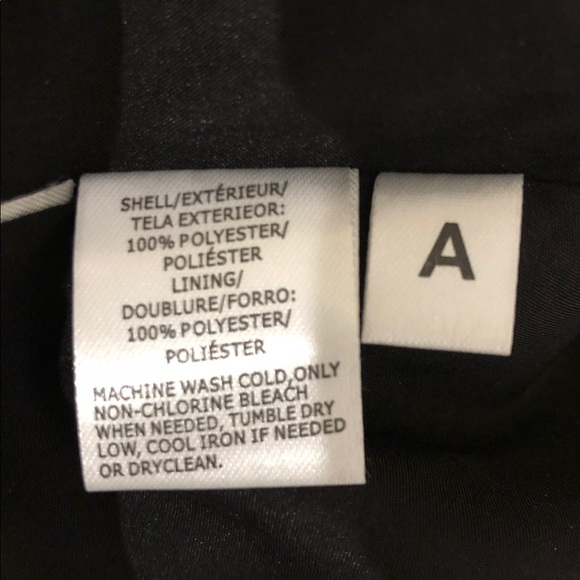 SHELL/EXTÉRIEUR/
TELA EXTERIEOR:
100% POLYESTER/
POLIÉSTER
LINING/
DOUBLURE/FORRO:
100% POLYESTER/
POLIÉSTER
MACHINE WASH COLD,ONLY
NON-CHLORINE BLEACH
WHEN NEEDED, TUMBLE DRY
LOW, COOL IRON IF NEEDED
OR DRYCLEAN.
A